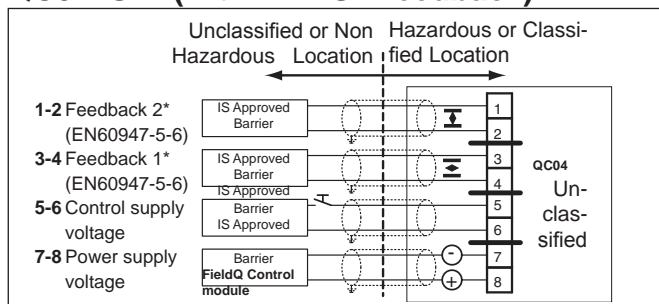 Unclassified or Non
Hazardous Location
Hazardous or Classi-
fied Location
1-2 Feedback 2*
(EN60947-5-6)
3-4 Feedback 1*
(EN60947-5-6)
5-6 Control supply
voltage
7-8 Power supply
voltage
IS Approved
Barrier
IS Approved
Barrier
IS Approved
Barrier
IS Approved
Barrier
FieldQ Control
module
1
2
3
4
5
6
7
8
-
+
QC04
Un-
clas-
sified